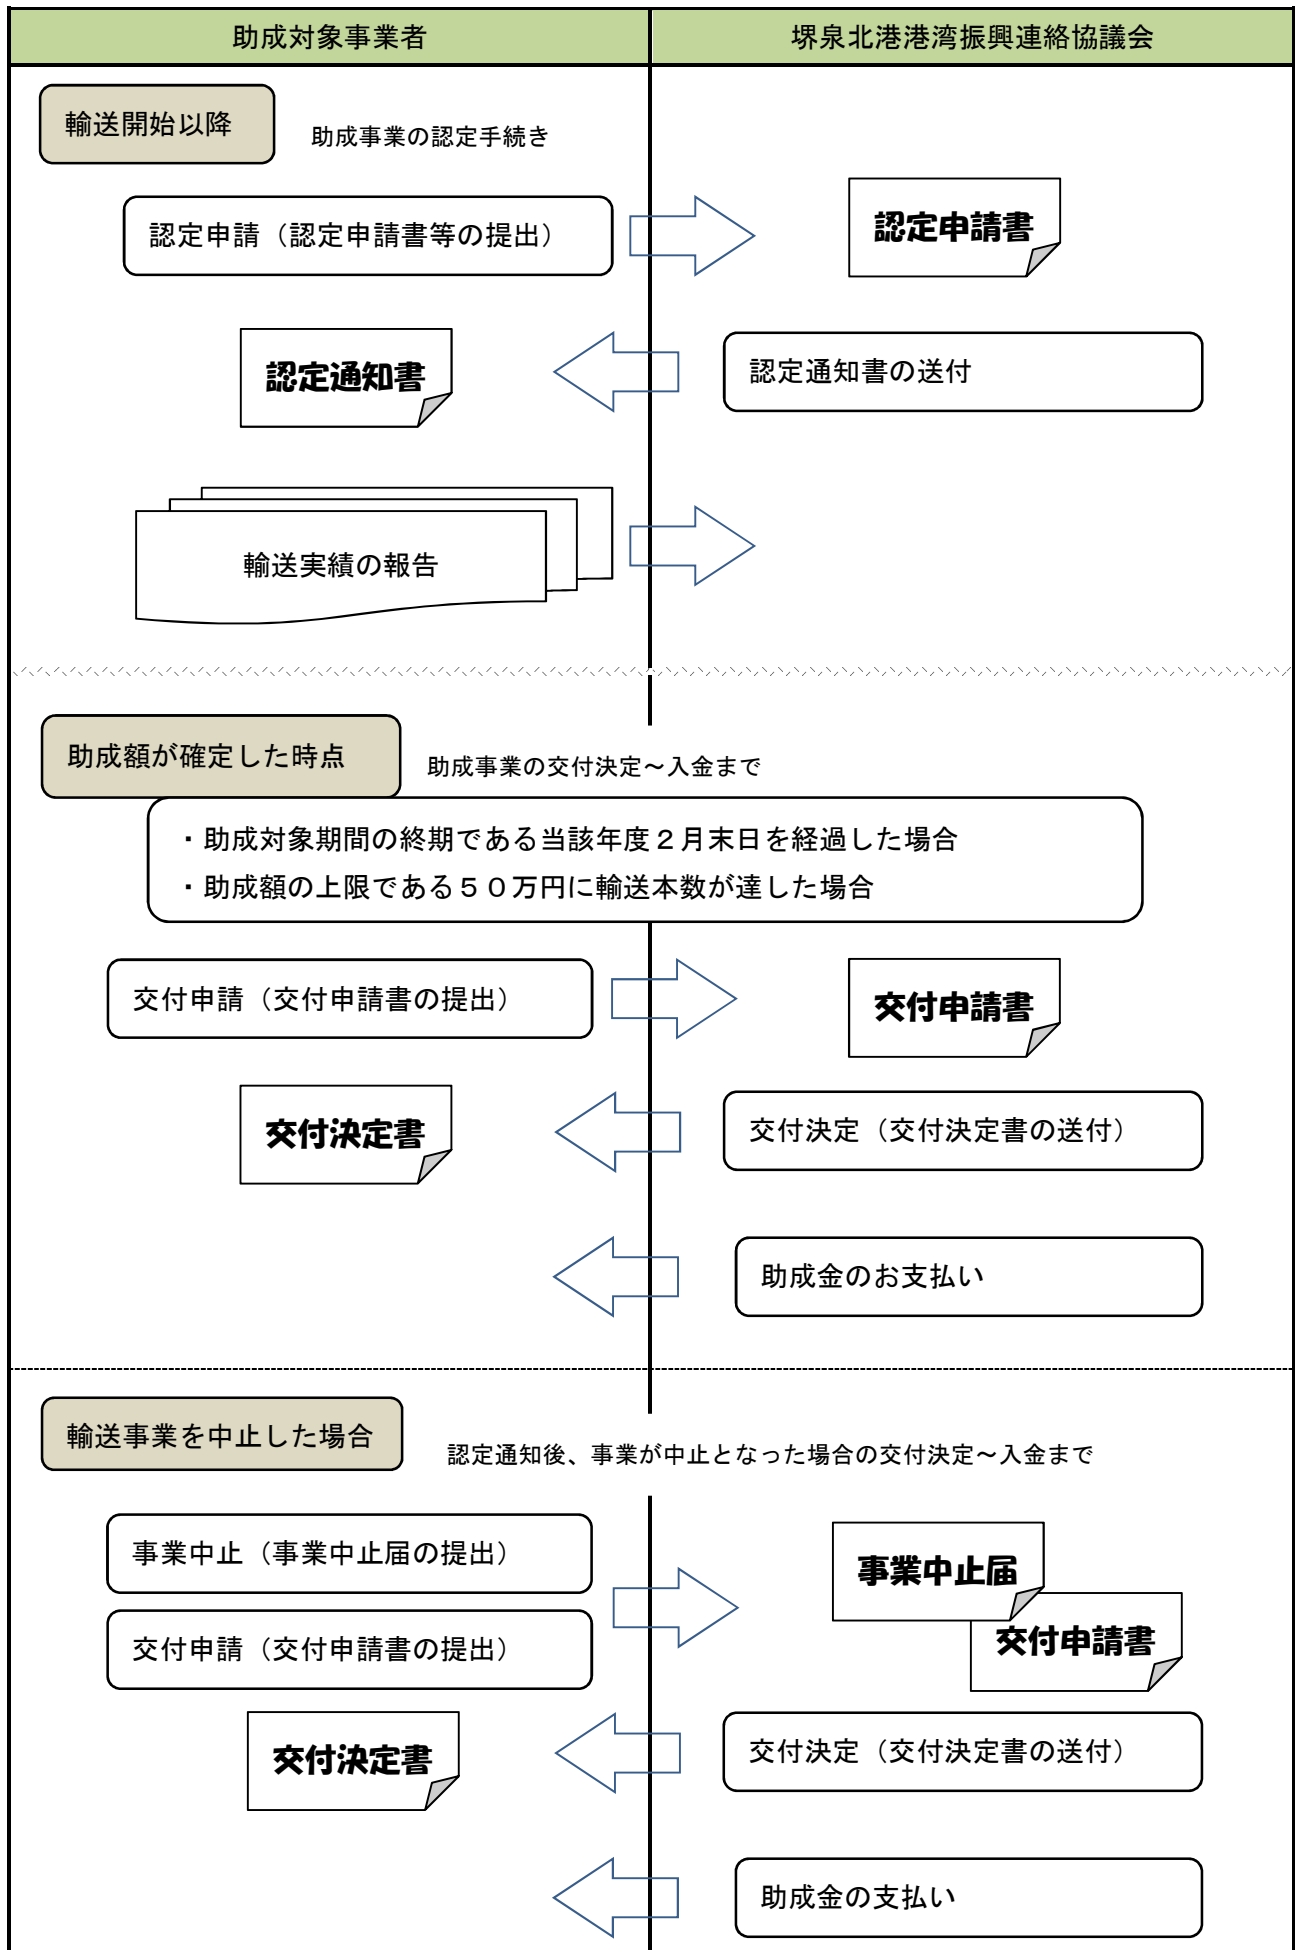 助成対象事業者
堺泉北港港湾振興連絡協議会
輸送開始以降
助成事業の認定手続き
認定申請（認定申請書等の提出）
認定申請書
認定通知書
認定通知書の送付
輸送実績の報告
助成額が確定した時点
助成事業の交付決定～入金まで
・助成対象期間の終期である当該年度２月末日を経過した場合
・助成額の上限である５０万円に輸送本数が達した場合
交付申請（交付申請書の提出）
交付申請書
交付決定書
交付決定（交付決定書の送付）
助成金のお支払い
輸送事業を中止した場合
認定通知後、事業が中止となった場合の交付決定～入金まで
事業中止（事業中止届の提出）
事業中止届
交付申請（交付申請書の提出）
交付申請書
交付決定書
交付決定（交付決定書の送付）
助成金の支払い